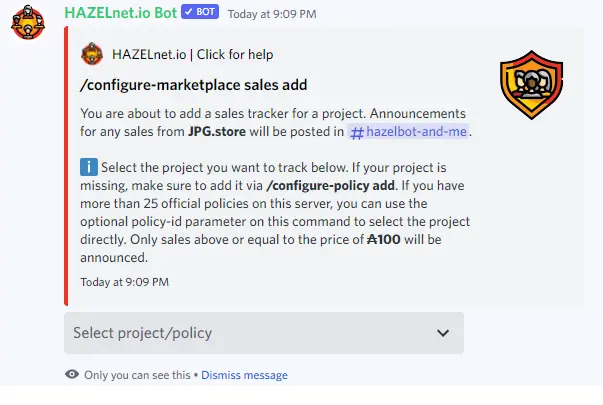 HAZELnet.io Bot ✓ BOT Today at 9:09 PM
HAZELnet.io | Click for help
/configure-marketplace sales add
You are about to add a sales tracker for a project. Announcements
for any sales from JPG.store will be posted in #hazelbot-and-me.
i Select the project you want to track below. If your project is
missing, make sure to add it via /configure-policy add. If you have
more than 25 official policies on this server, you can use the
optional policy-id parameter on this command to select the project
directly. Only sales above or equal to the price of ₳100 will be
announced.
Today at 9:09 PM
Select project/policy
Only you can see this • Dismiss message